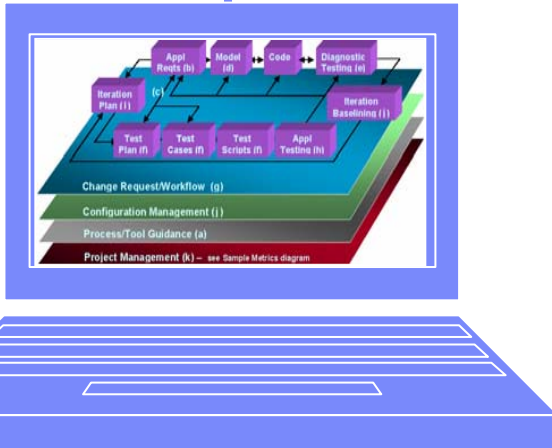 Appl
Reqts (b)
Model
(d)
Code
Diagnostic
Testing (e)
Iteration
Plan (i)
(c)
Iteration
Baselining (j)
Test
Plan (f)
Test
Cases (f)
Test
Scripts (f)
Appl
Testing (h)
Change Request/Workflow (g)
Configuration Management (j)
Process/Tool Guidance (a)
Project Management (k) – see Sample Metrics diagram